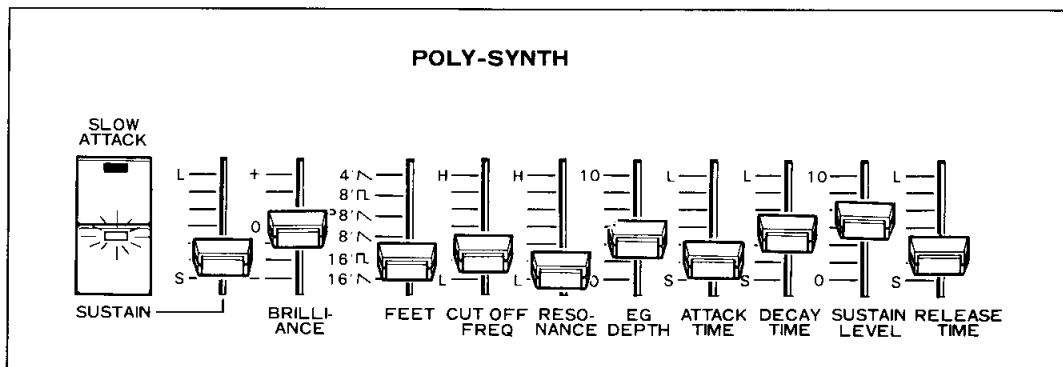 POLY-SYNTH
SLOW
ATTACK
L
S
SUSTAIN
+
0
−
BRILLI-
ANCE
4'
8'
P8'
8'
16'
16'
FEET
H
L
CUT OFF
FREQ
H
L
RESO-
NANCE
10
0
EG
DEPTH
L
S
ATTACK
TIME
L
S
DECAY
TIME
10
0
SUSTAIN
LEVEL
L
S
RELEASE
TIME